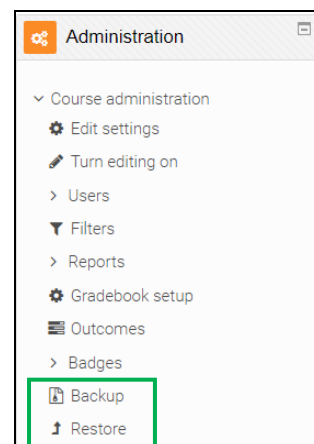 Administration
Course administration
Edit settings
Turn editing on
Users
Filters
Reports
Gradebook setup
Outcomes
Badges
Backup
Restore